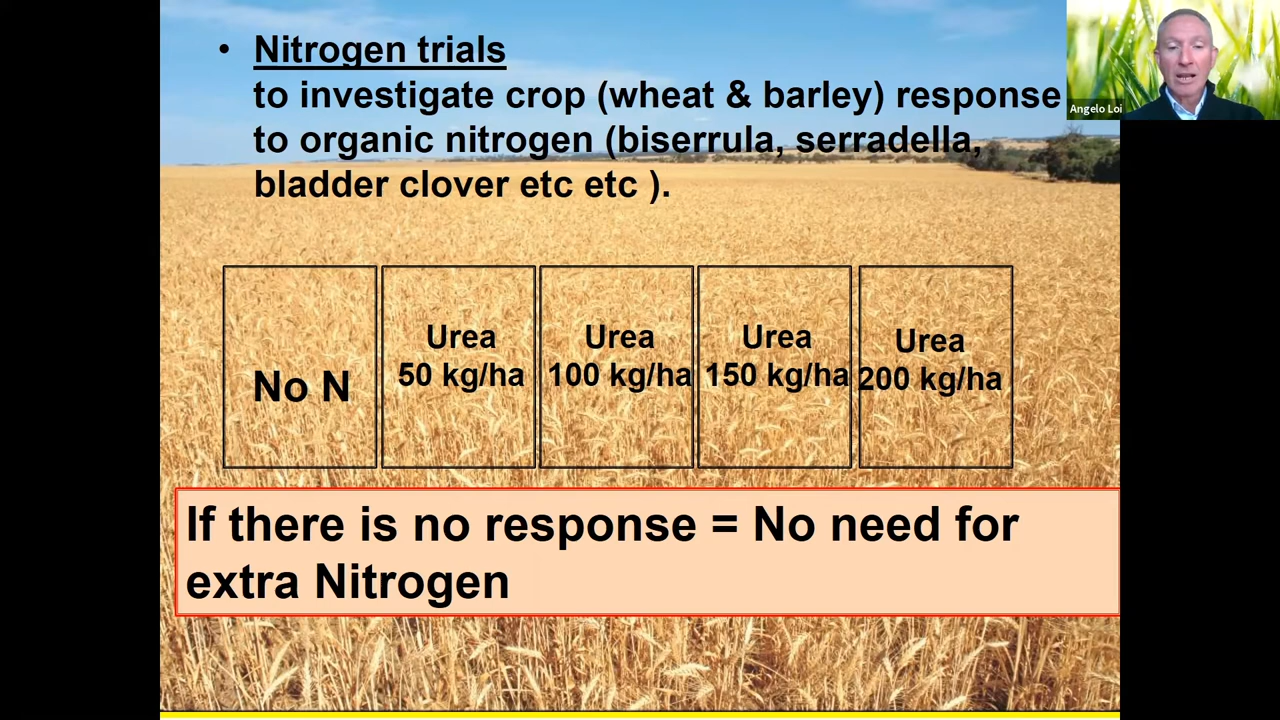 • Nitrogen trials
to investigate crop (wheat & barley) response
to organic nitrogen (biserrula, serradella,
bladder clover etc etc ).
Angelo Loi
No N
Urea
50 kg/ha
Urea
100 kg/ha
Urea
150 kg/ha
Urea
200 kg/ha
If there is no response = No need for
extra Nitrogen